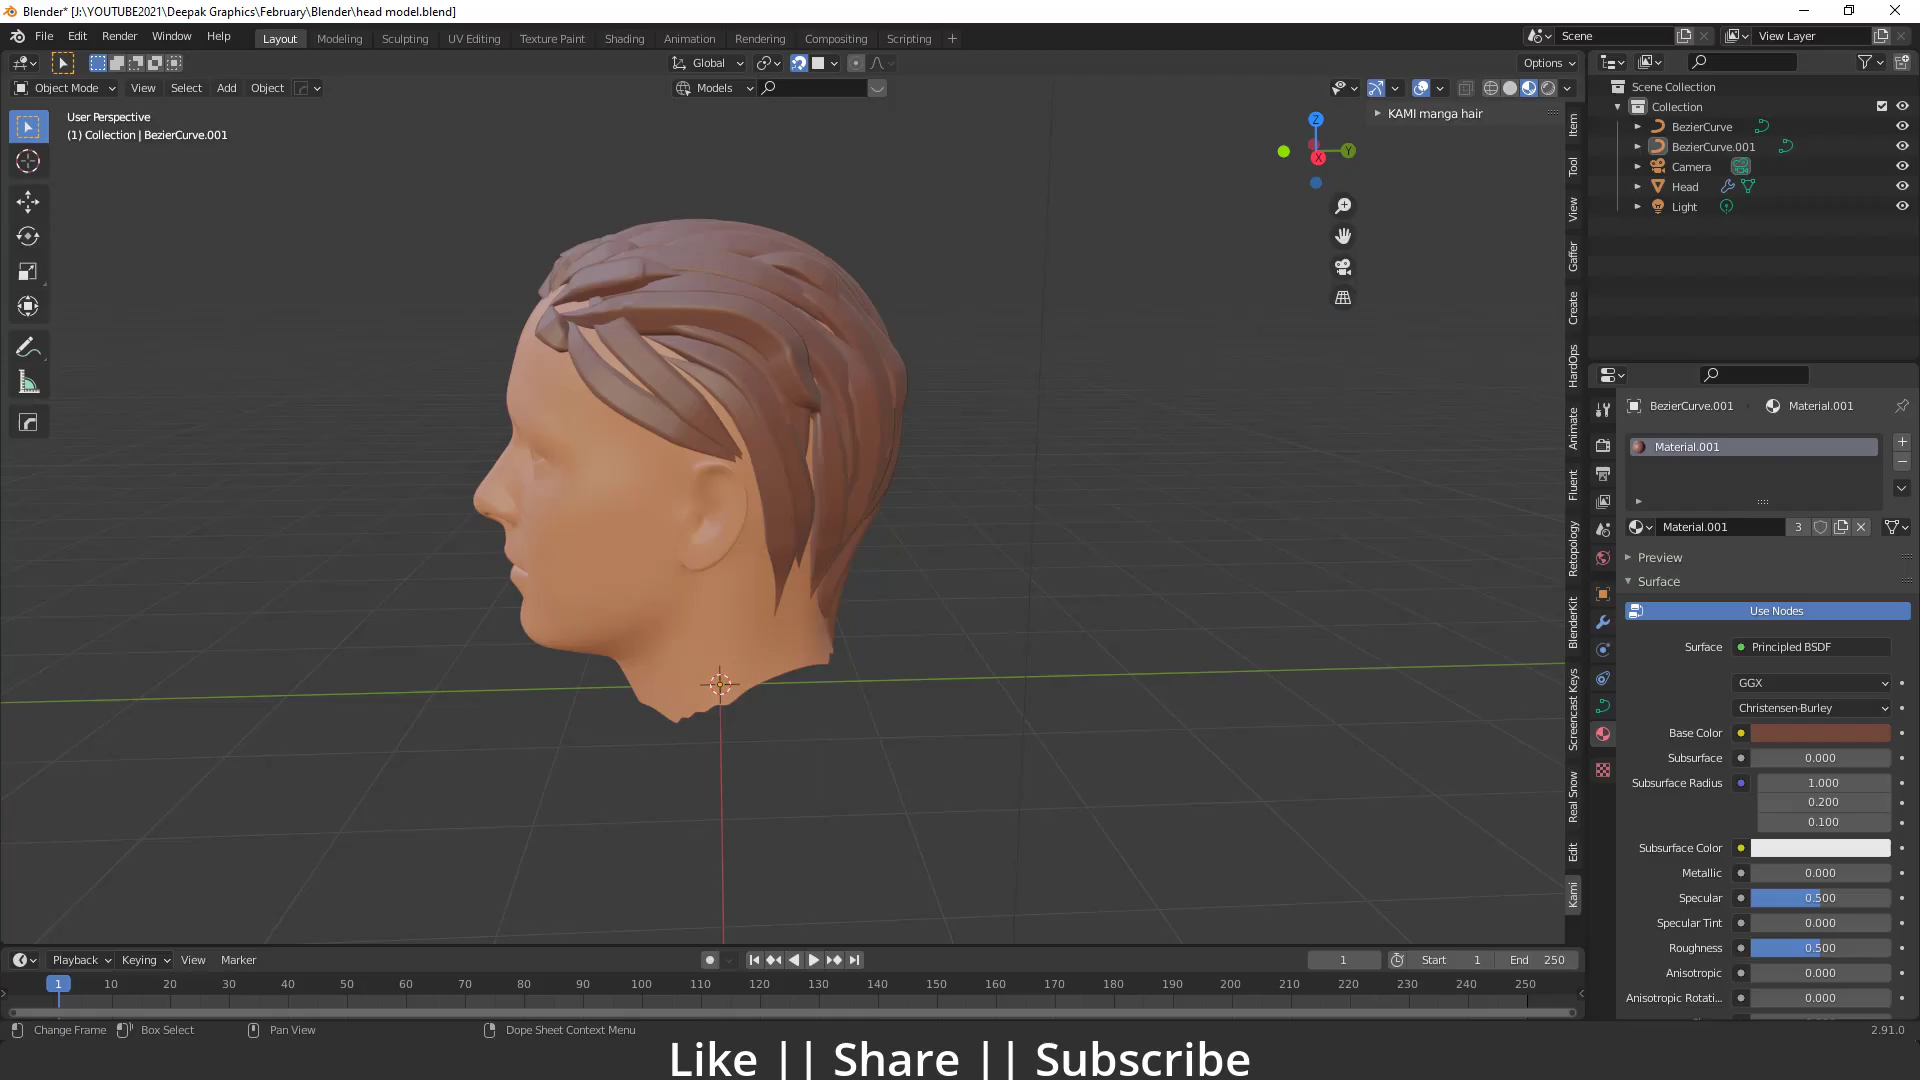 Blender* [J:\YOUTUBE2021\Deepak Graphics\February\Blender\head model.blend]
File Edit Render Window Help Layout Modeling Sculpting UV Editing Texture Paint Shading Animation Rendering Compositing Scripting + Scene View Layer
Global Options
Object Mode View Select Add Object Models
User Perspective
(1) Collection | BezierCurve.001
KAMI manga hair
Z
Y
X
Item
Tool
View
Gaffer
Create
HardOps
Animate
Fluent
Retopology
BlenderKit
Screencast Keys
Real Snow
Edit
Kami
Scene Collection
Collection
BezierCurve
BezierCurve.001
Camera
Head
Light
BezierCurve.001 Material.001
Material.001
Material.001 3
Preview
Surface
Use Nodes
Surface Principled BSDF
GGX
Christensen-Burley
Base Color
Subsurface 0.000
Subsurface Radius 1.000
0.200
0.100
Subsurface Color
Metallic 0.000
Specular 0.500
Specular Tint 0.000
Roughness 0.500
Anisotropic 0.000
Anisotropic Rotati... 0.000
Playback Keying View Marker 1 Start 1 End 250
1 10 20 30 40 50 60 70 80 90 100 110 120 130 140 150 160 170 180 190 200 210 220 230 240 250
Change Frame Box Select Pan View Dope Sheet Context Menu 2.91.0
Like || Share || Subscribe